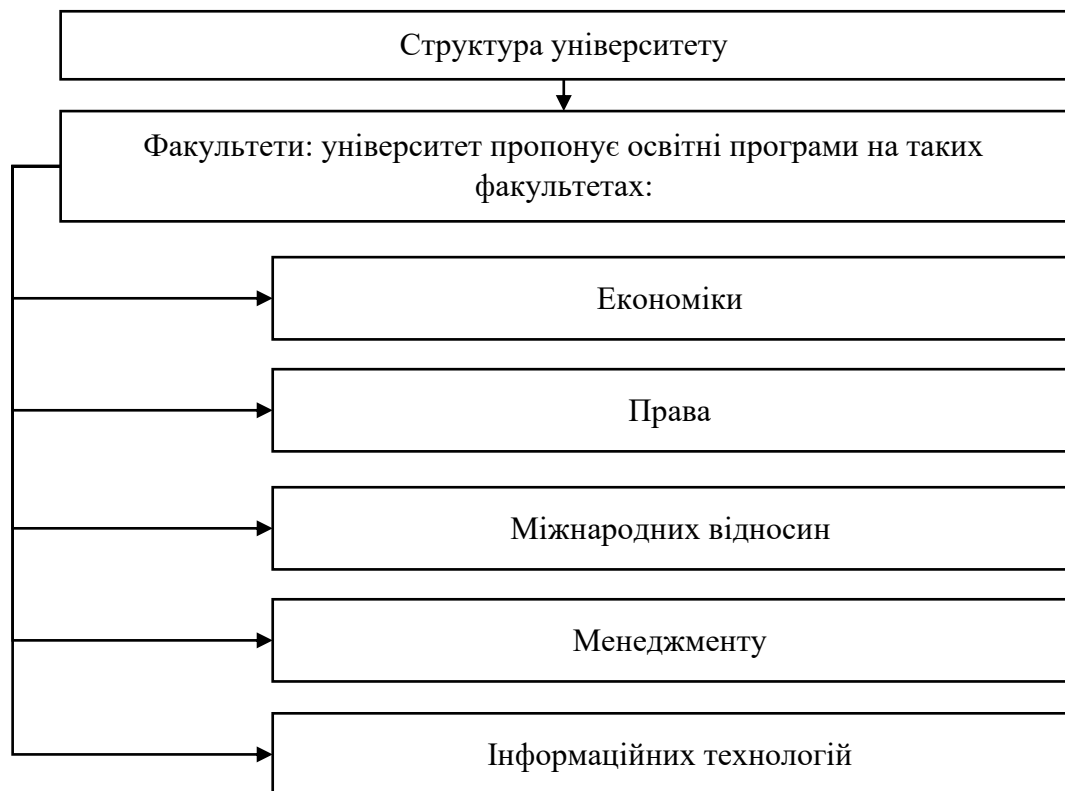 Структура університету
Факультети: університет пропонує освітні програми на таких
факультетах:
Економіки
Права
Міжнародних відносин
Менеджменту
Інформаційних технологій